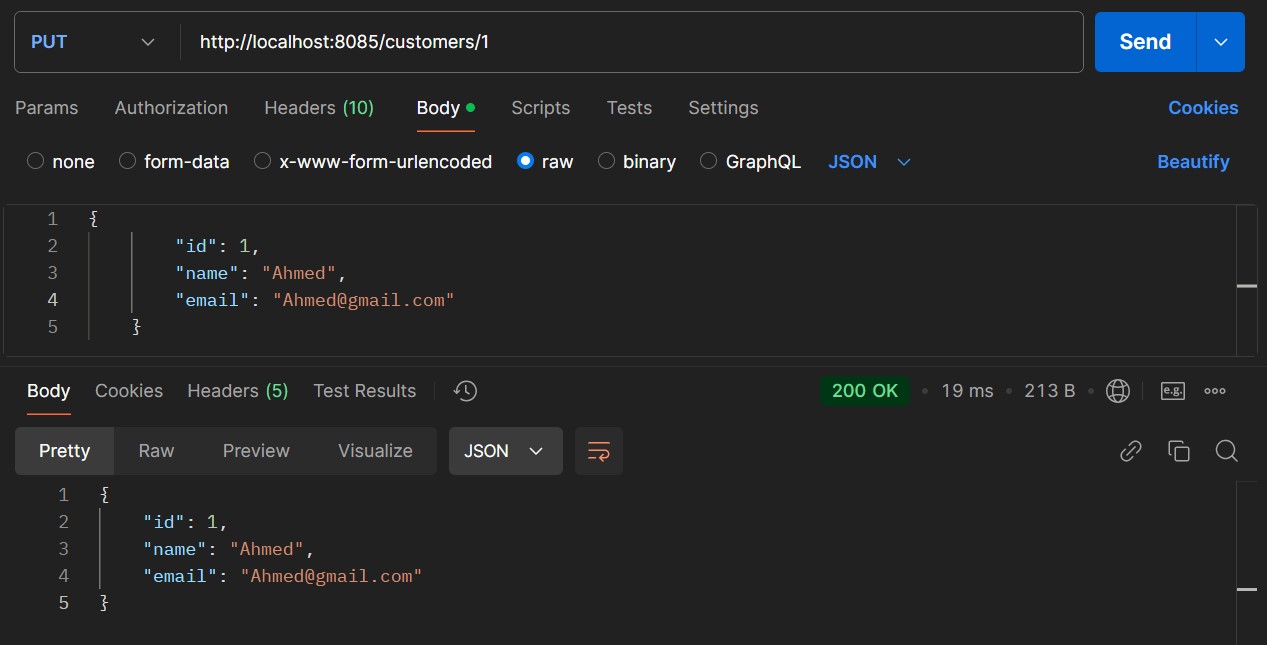 PUT http://localhost:8085/customers/1 Send
Params Authorization Headers (10) Body Scripts Tests Settings Cookies
none form-data x-www-form-urlencoded raw binary GraphQL JSON Beautify
1 {
2 "id": 1,
3 "name": "Ahmed",
4 "email": "Ahmed@gmail.com"
5 }
Body Cookies Headers (5) Test Results 200 OK • 19 ms • 213 B • e.g.
Pretty Raw Preview Visualize JSON
1 {
2 "id": 1,
3 "name": "Ahmed",
4 "email": "Ahmed@gmail.com"
5 }